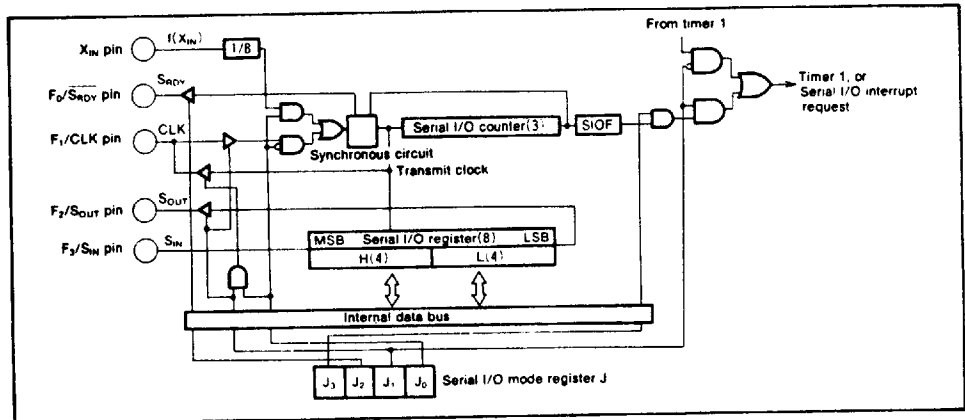 From timer 1
X_IN pin
f(X_IN)
1/8
F₀/S̅R̅D̅Y̅ pin
S_RDY
F₁/CLK pin
CLK
Timer 1, or
Serial I/O interrupt
request
Serial I/O counter(3)
SIOF
Synchronous circuit
Transmit clock
F₂/S_OUT pin
S_OUT
F₃/S_IN pin
S_IN
MSB Serial I/O register(8) LSB
H(4) L(4)
Internal data bus
J₃ J₂ J₁ J₀ Serial I/O mode register J